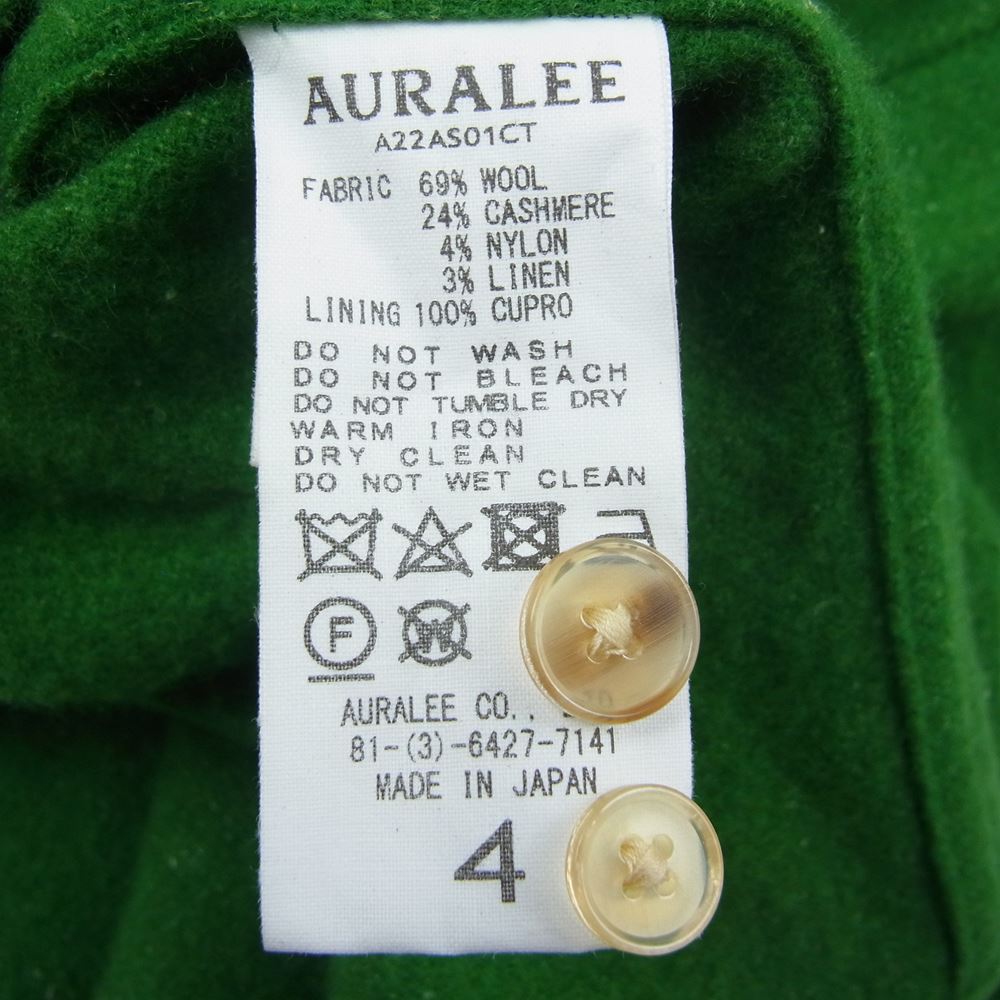 AURALEE
A22AS01CT
FABRIC 69% WOOL
24% CASHMERE
4% NYLON
3% LINEN
LINING 100% CUPRO
DO NOT WASH
DO NOT BLEACH
DO NOT TUMBLE DRY
WARM IRON
DRY CLEAN
DO NOT WET CLEAN
F W
AURALEE CO.,
81-(3)-6427-7141
MADE IN JAPAN
4